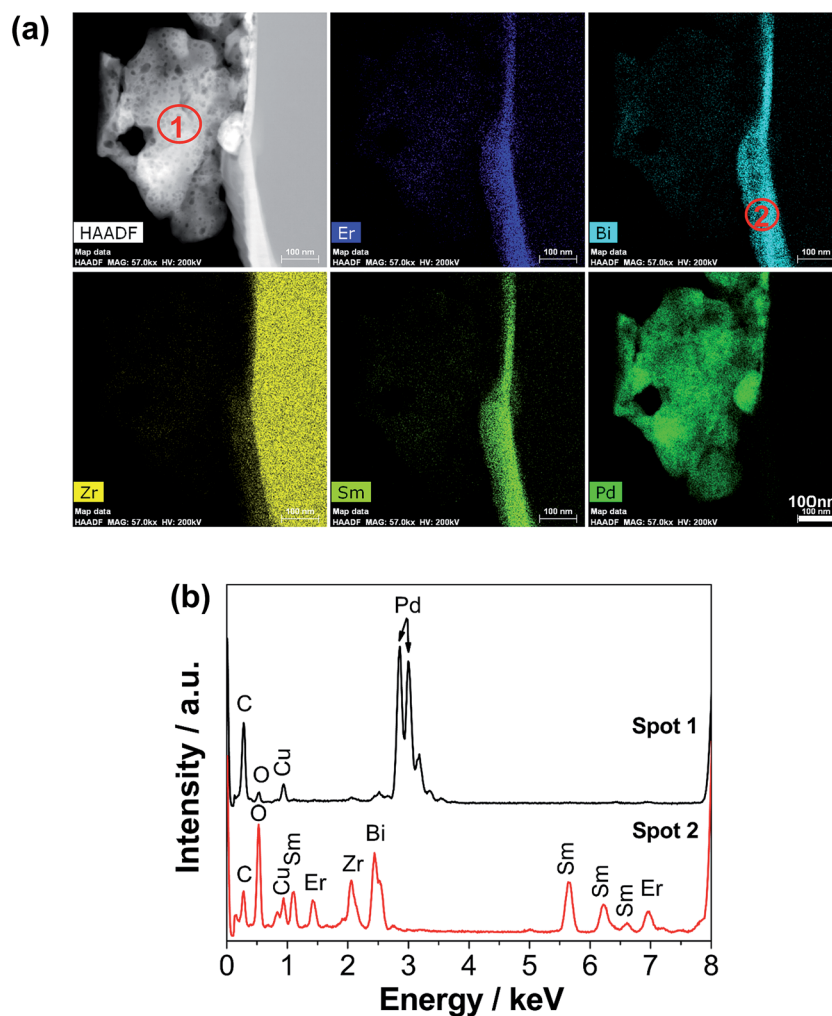 (a)
1
HAADF
100 nm
Map data
HAADF MAG: 57.0kx HV: 200kV
Er
100 nm
Map data
HAADF MAG: 57.0kx HV: 200kV
2
Bi
100 nm
Map data
HAADF MAG: 57.0kx HV: 200kV
Zr
100 nm
Map data
HAADF MAG: 57.0kx HV: 200kV
Sm
100 nm
Map data
HAADF MAG: 57.0kx HV: 200kV
Pd
100nm
100 nm
Map data
HAADF MAG: 57.0kx HV: 200kV
(b)
Pd
C
O
Cu
Spot 1
Spot 2
C
O
Cu
Sm
Er
Zr
Bi
Sm
Sm
Sm
Er
0 1 2 3 4 5 6 7 8
Energy / keV
Intensity / a.u.